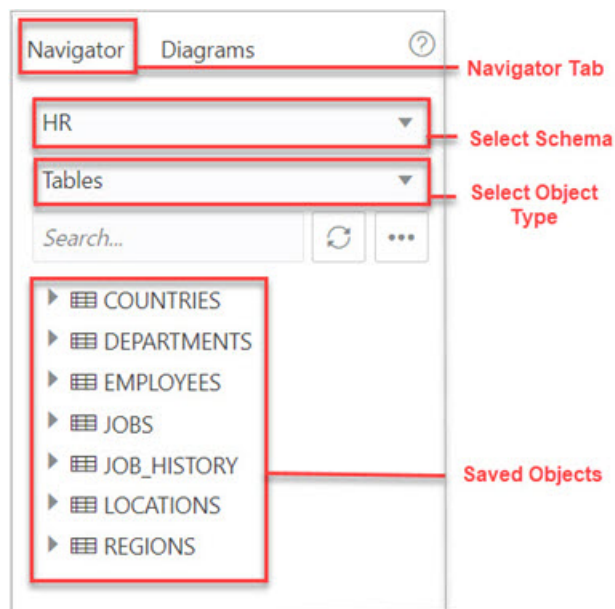 Navigator Diagrams ?
Navigator Tab
HR
Select Schema
Tables
Select Object
Type
Search...
COUNTRIES
DEPARTMENTS
EMPLOYEES
JOBS
JOB_HISTORY
Saved Objects
LOCATIONS
REGIONS